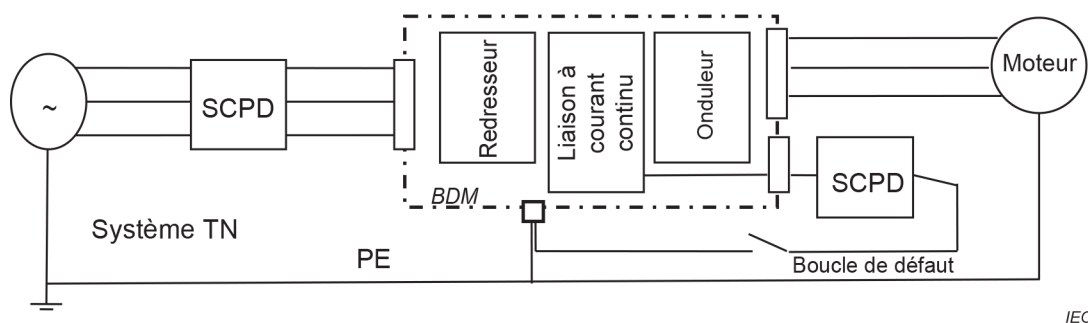 ~
SCPD
Redresseur
Liaison à
courant
continu
Onduleur
Moteur
BDM
SCPD
Système TN
PE
Boucle de défaut
IEC